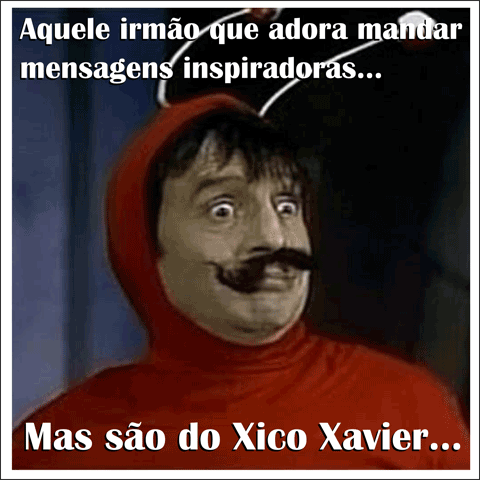 Aquele irmão que adora mandar
mensagens inspiradoras...
Mas são do Xico Xavier...